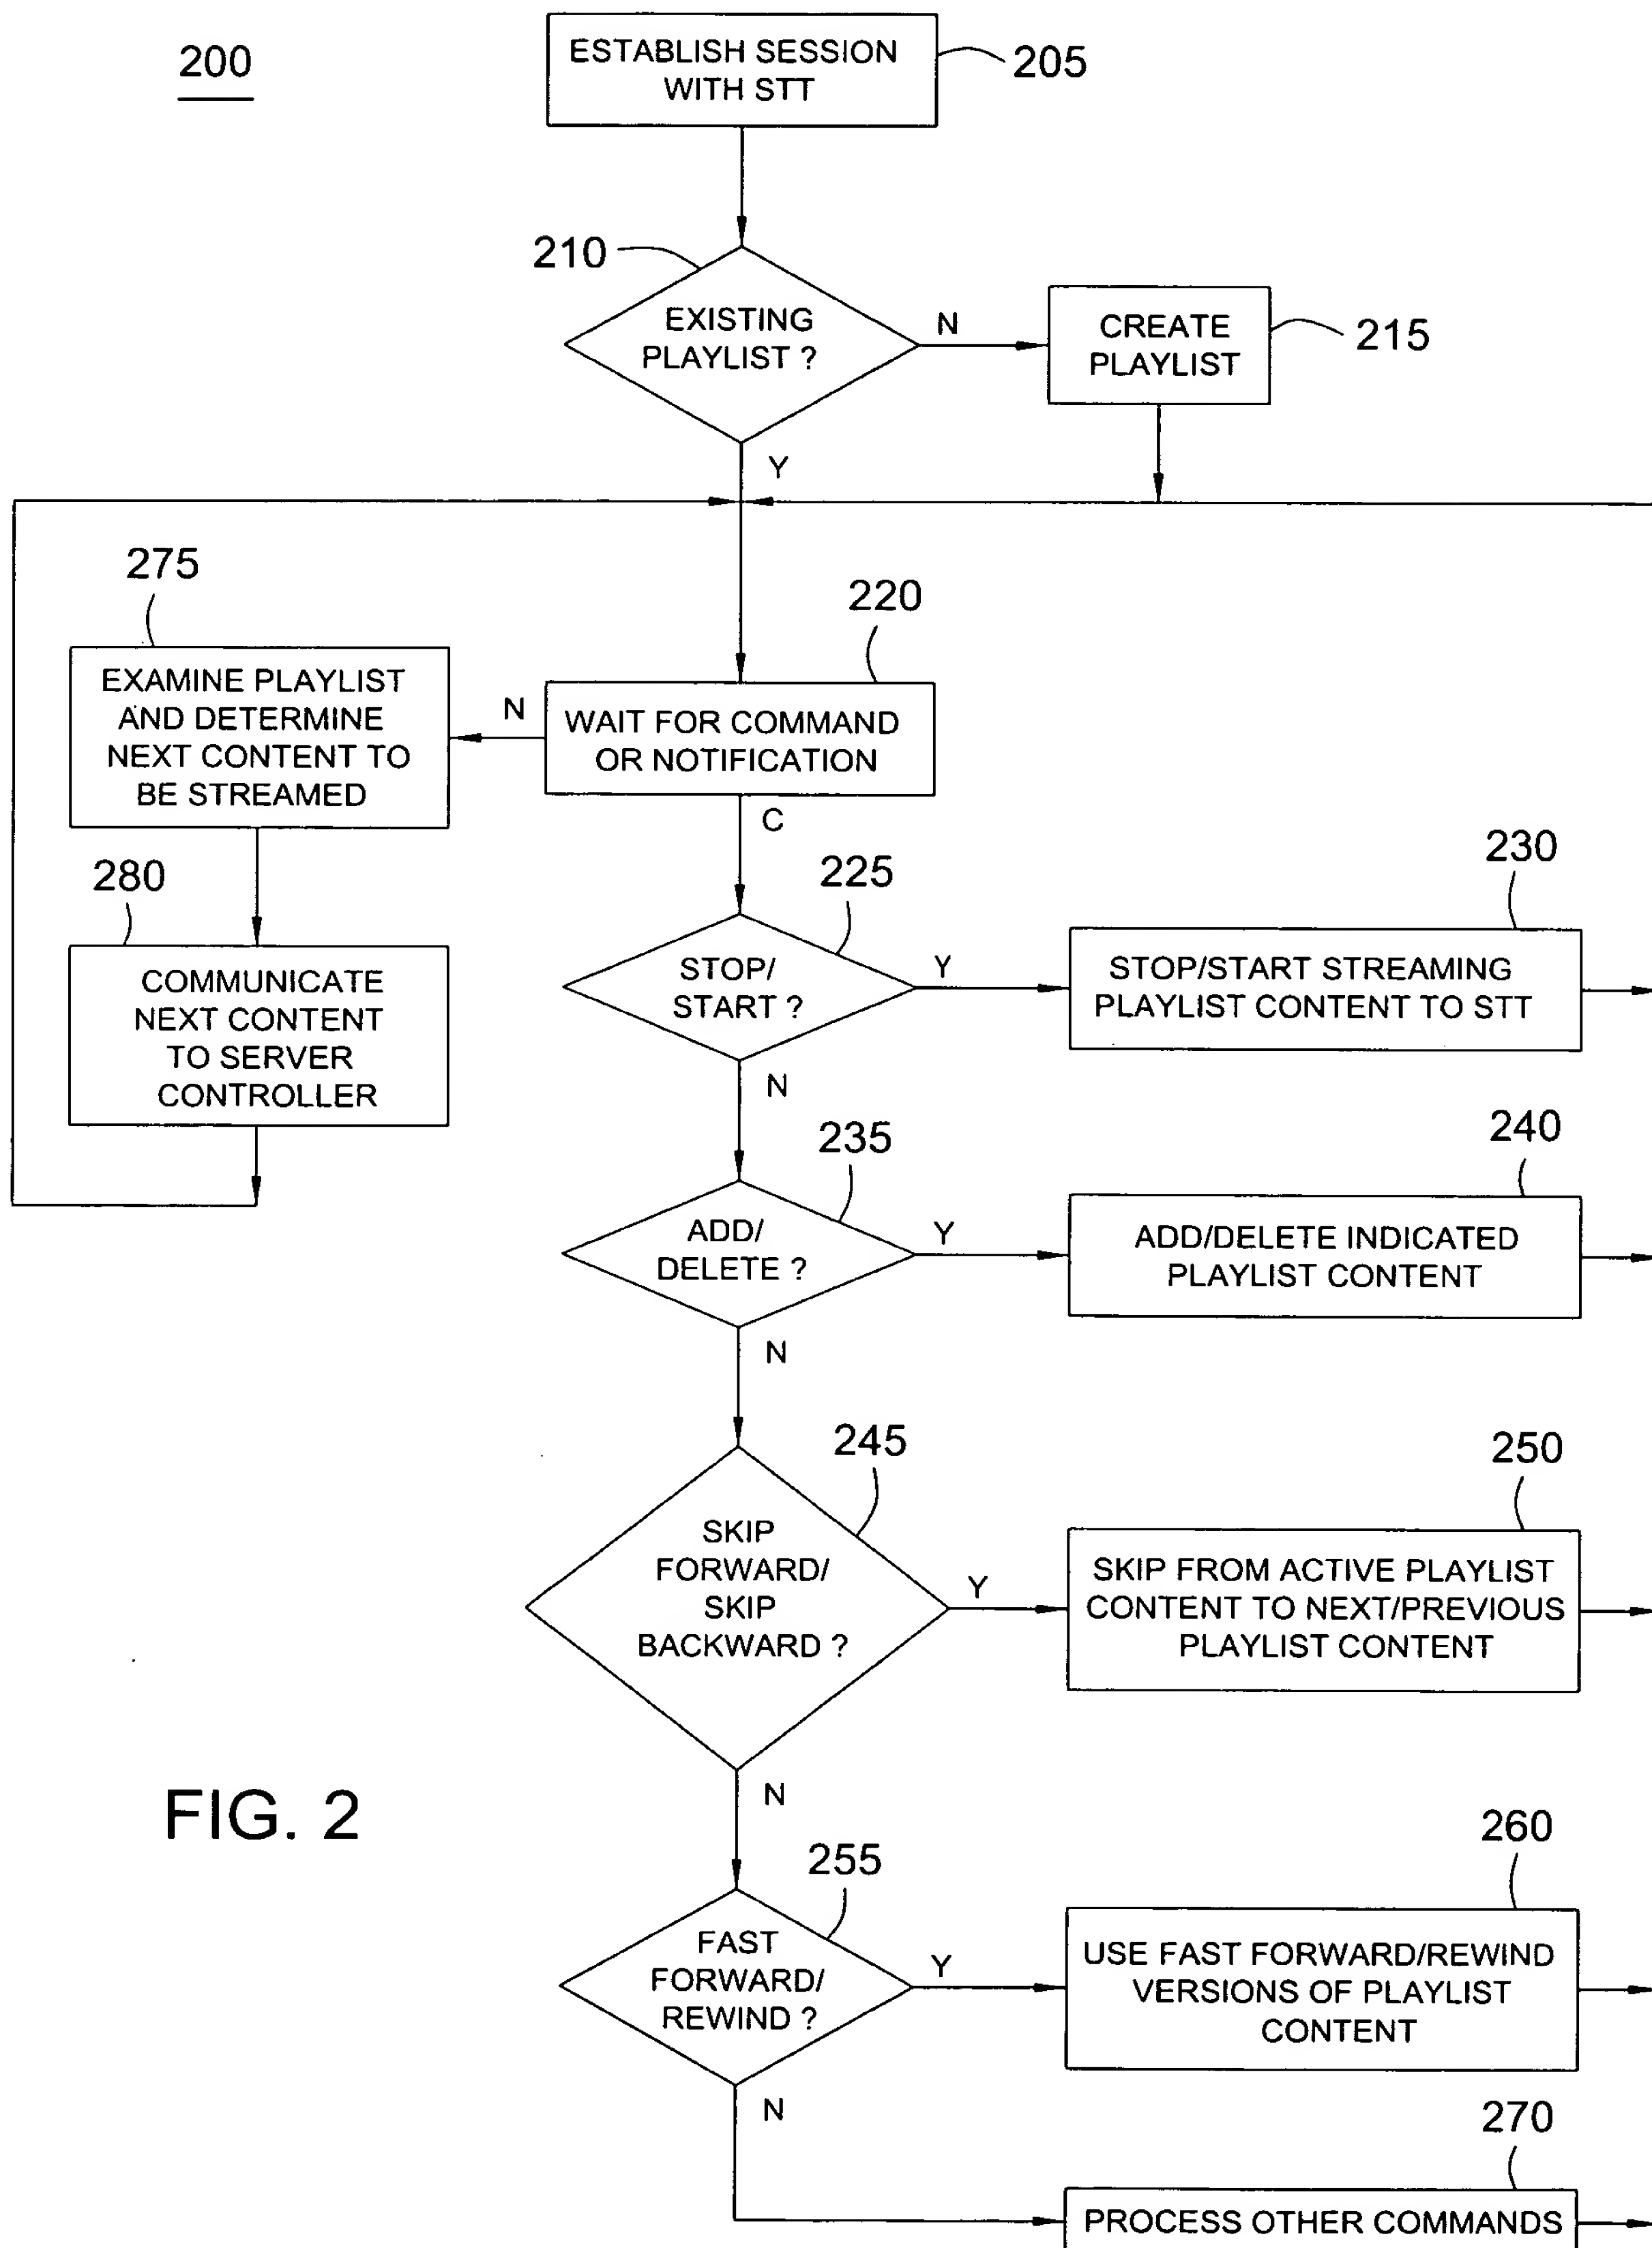 200
ESTABLISH SESSION
WITH STT
205
210
EXISTING
PLAYLIST ?
N
CREATE
PLAYLIST
215
Y
275
220
EXAMINE PLAYLIST
AND DETERMINE
NEXT CONTENT TO
BE STREAMED
N
WAIT FOR COMMAND
OR NOTIFICATION
C
280
COMMUNICATE
NEXT CONTENT
TO SERVER
CONTROLLER
225
STOP/
START ?
Y
230
STOP/START STREAMING
PLAYLIST CONTENT TO STT
N
235
ADD/
DELETE ?
Y
240
ADD/DELETE INDICATED
PLAYLIST CONTENT
N
245
SKIP
FORWARD/
SKIP
BACKWARD ?
Y
250
SKIP FROM ACTIVE PLAYLIST
CONTENT TO NEXT/PREVIOUS
PLAYLIST CONTENT
N
FIG. 2
255
FAST
FORWARD/
REWIND ?
Y
260
USE FAST FORWARD/REWIND
VERSIONS OF PLAYLIST
CONTENT
N
270
PROCESS OTHER COMMANDS